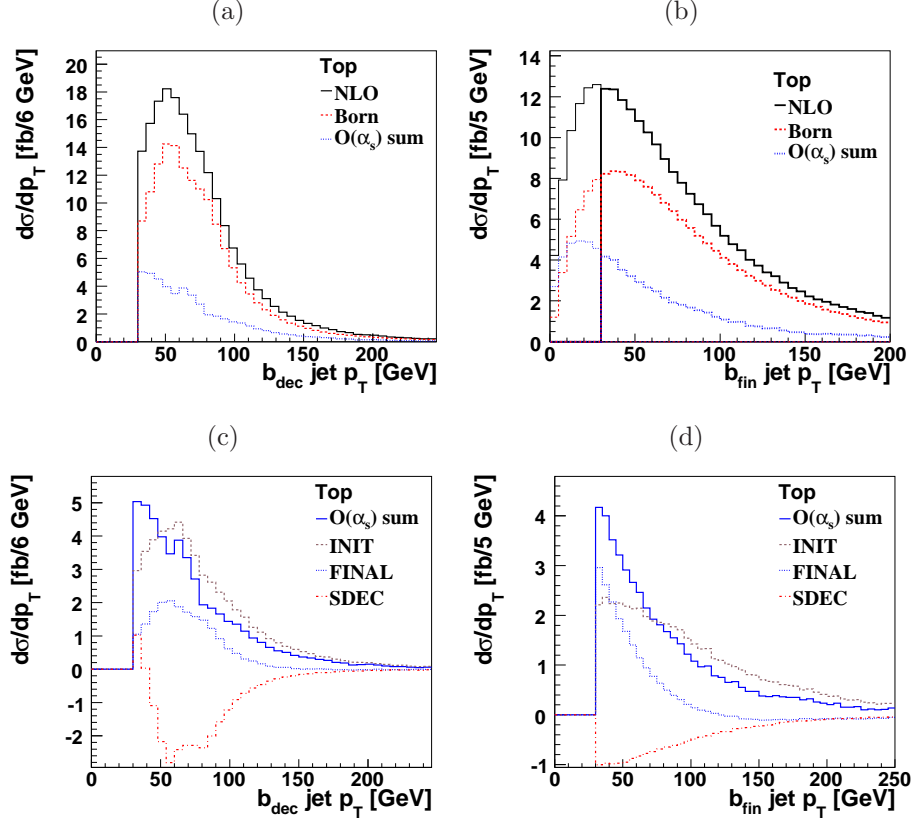 (a)
dσ/dp_T [fb/6 GeV]
20
18
16
14
12
10
8
6
4
2
0
Top
NLO
Born
O(α_s) sum
0 50 100 150 200
b_dec jet p_T [GeV]
(b)
dσ/dp_T [fb/5 GeV]
14
12
10
8
6
4
2
0
Top
NLO
Born
O(α_s) sum
0 50 100 150 200
b_fin jet p_T [GeV]
(c)
dσ/dp_T [fb/6 GeV]
5
4
3
2
1
0
-1
-2
Top
O(α_s) sum
INIT
FINAL
SDEC
0 50 100 150 200
b_dec jet p_T [GeV]
(d)
dσ/dp_T [fb/5 GeV]
4
3
2
1
0
-1
Top
O(α_s) sum
INIT
FINAL
SDEC
0 50 100 150 200 250
b_fin jet p_T [GeV]